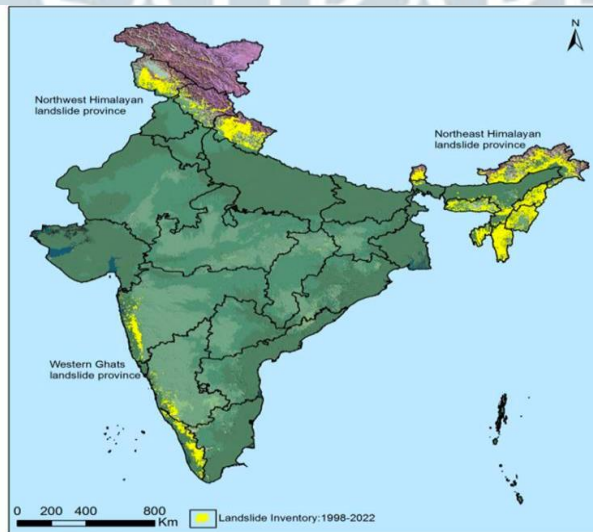 N
Northwest Himalayan
landslide province
Northeast Himalayan
landslide province
Western Ghats
landslide province
0 200 400 800
Km
Landslide Inventory:1998-2022